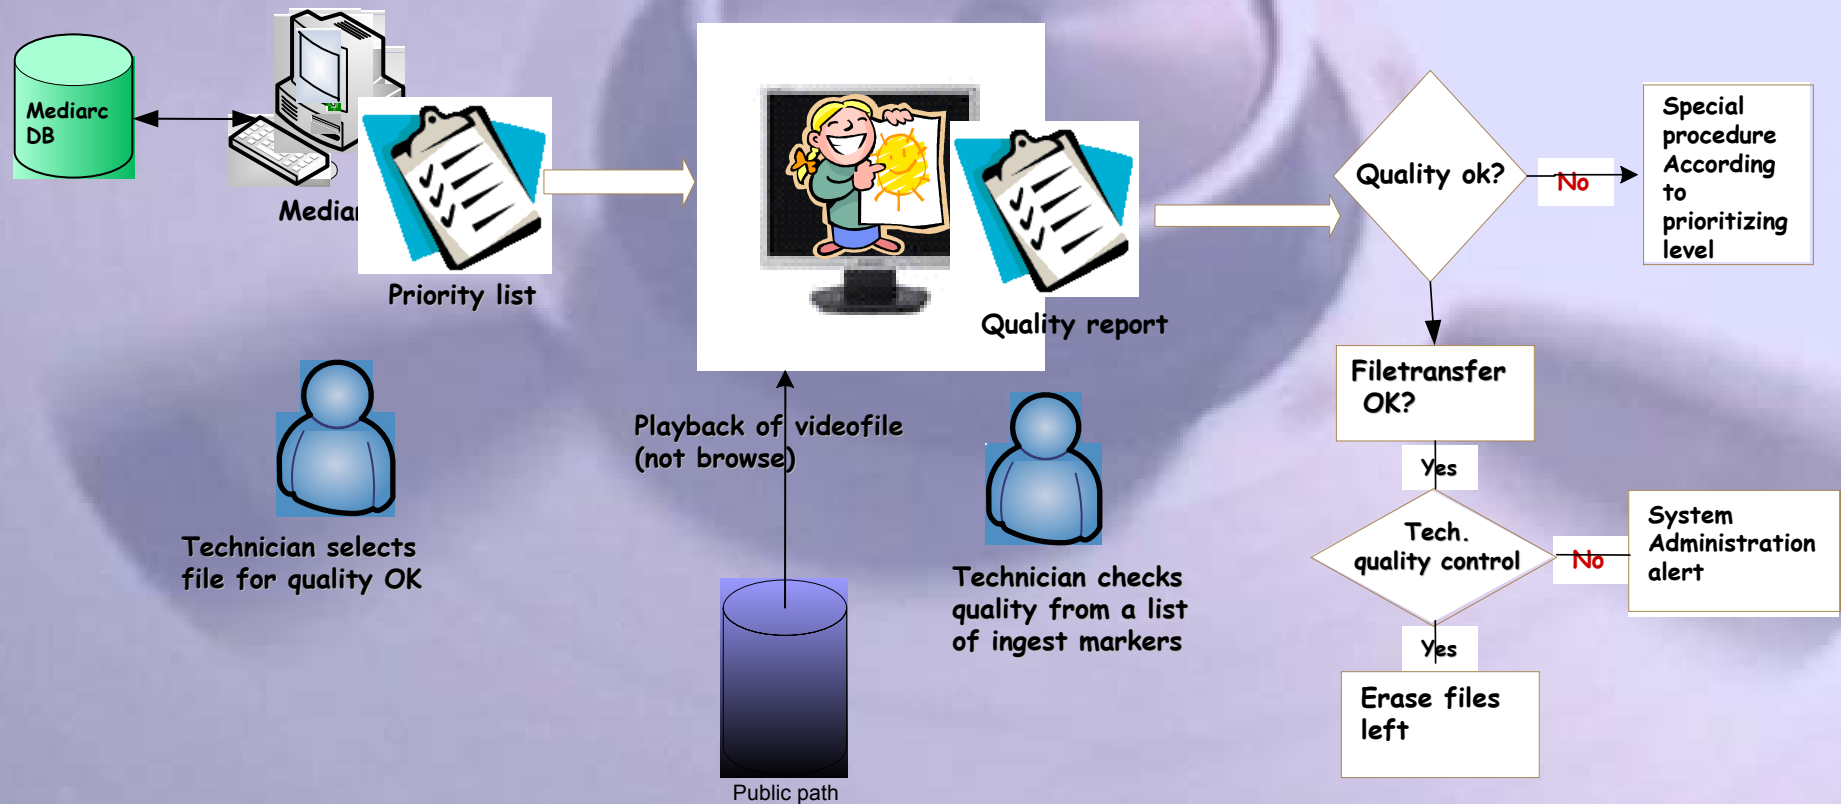 Mediarc
DB
Priority list
Technician selects
file for quality OK
Playback of videofile
(not browse)
Public path
Quality report
Technician checks
quality from a list
of ingest markers
Quality ok?
No
Special
procedure
According
to
prioritizing
level
Filetransfer
OK?
Yes
Tech.
quality control
No
System
Administration
alert
Yes
Erase files
left